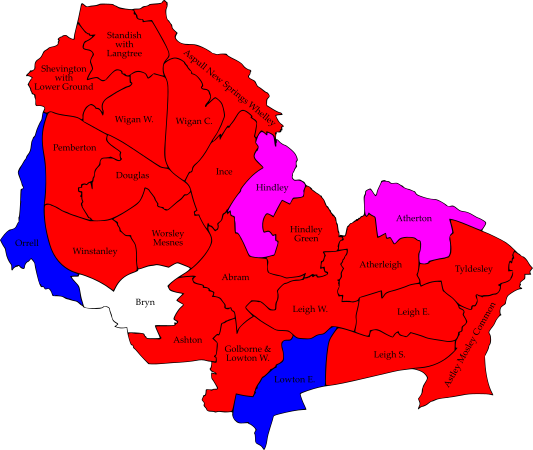 Standish
with
Langtree
Aspull New Springs Whelley
Shevington
with
Lower Ground
Wigan W.
Wigan C.
Pemberton
Ince
Douglas
Hindley
Atherton
Orrell
Winstanley
Worsley
Mesnes
Hindley
Green
Atherleigh
Tyldesley
Abram
Bryn
Leigh W.
Leigh E.
Astley Mosley Common
Ashton
Golborne &
Lowton W.
Leigh S.
Lowton E.